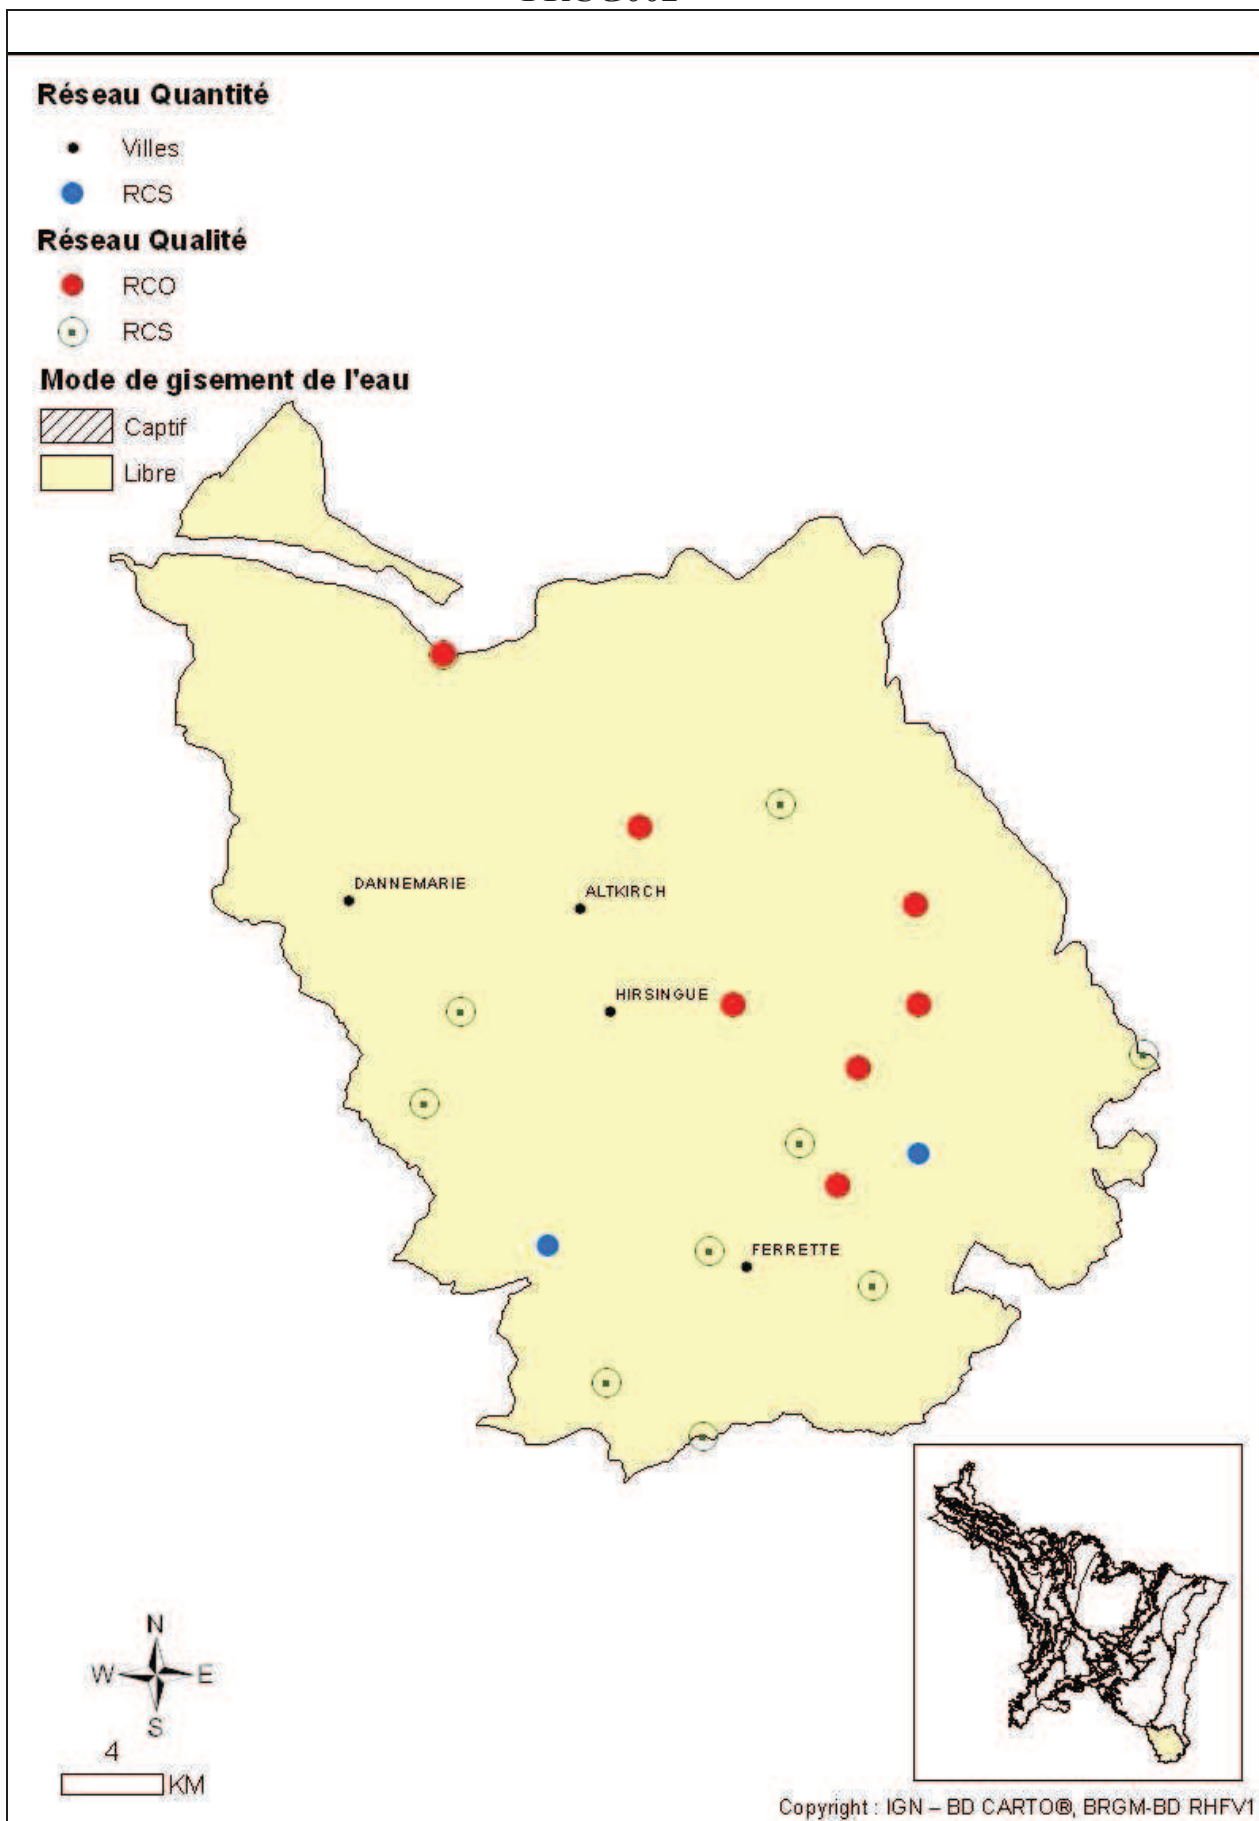 Réseau Quantité
Villes
RCS
Réseau Qualité
RCO
RCS
Mode de gisement de l'eau
Captif
Libre
DANNEMARIE
ALTKIRCH
HIRSINGUE
FERRETTE
N
W E
S
4
KM
Copyright : IGN – BD CARTO®, BRGM-BD RHFV1